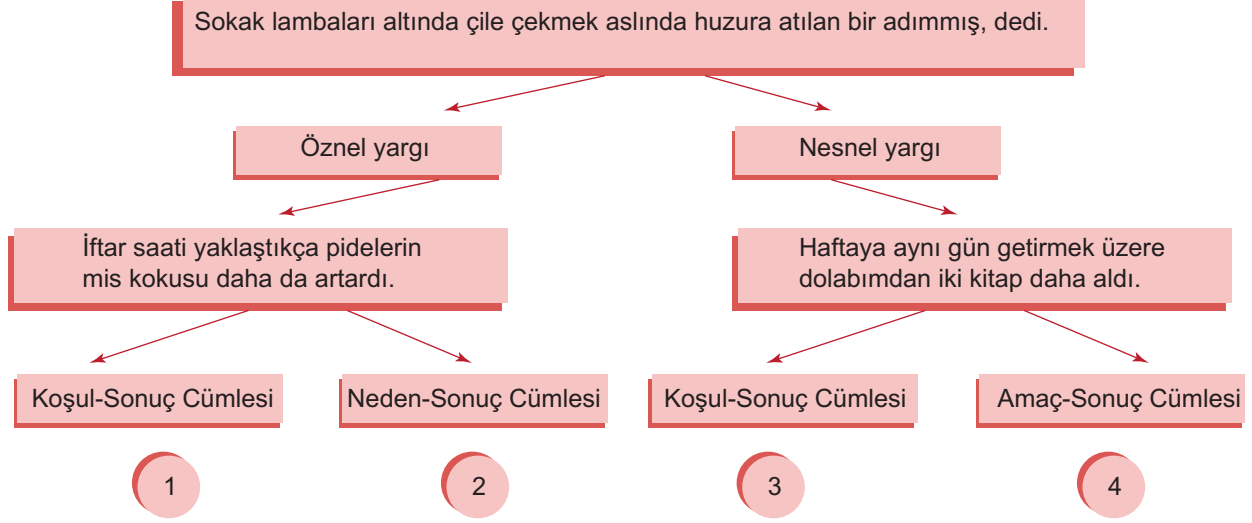 Sokak lambaları altında çile çekmek aslında huzura atılan bir adımmış, dedi.
Öznel yargı
Nesnel yargı
İftar saati yaklaştıkça pidelerin
mis kokusu daha da artardı.
Haftaya aynı gün getirmek üzere
dolabımdan iki kitap daha aldı.
Koşul-Sonuç Cümlesi
Neden-Sonuç Cümlesi
Koşul-Sonuç Cümlesi
Amaç-Sonuç Cümlesi
1
2
3
4